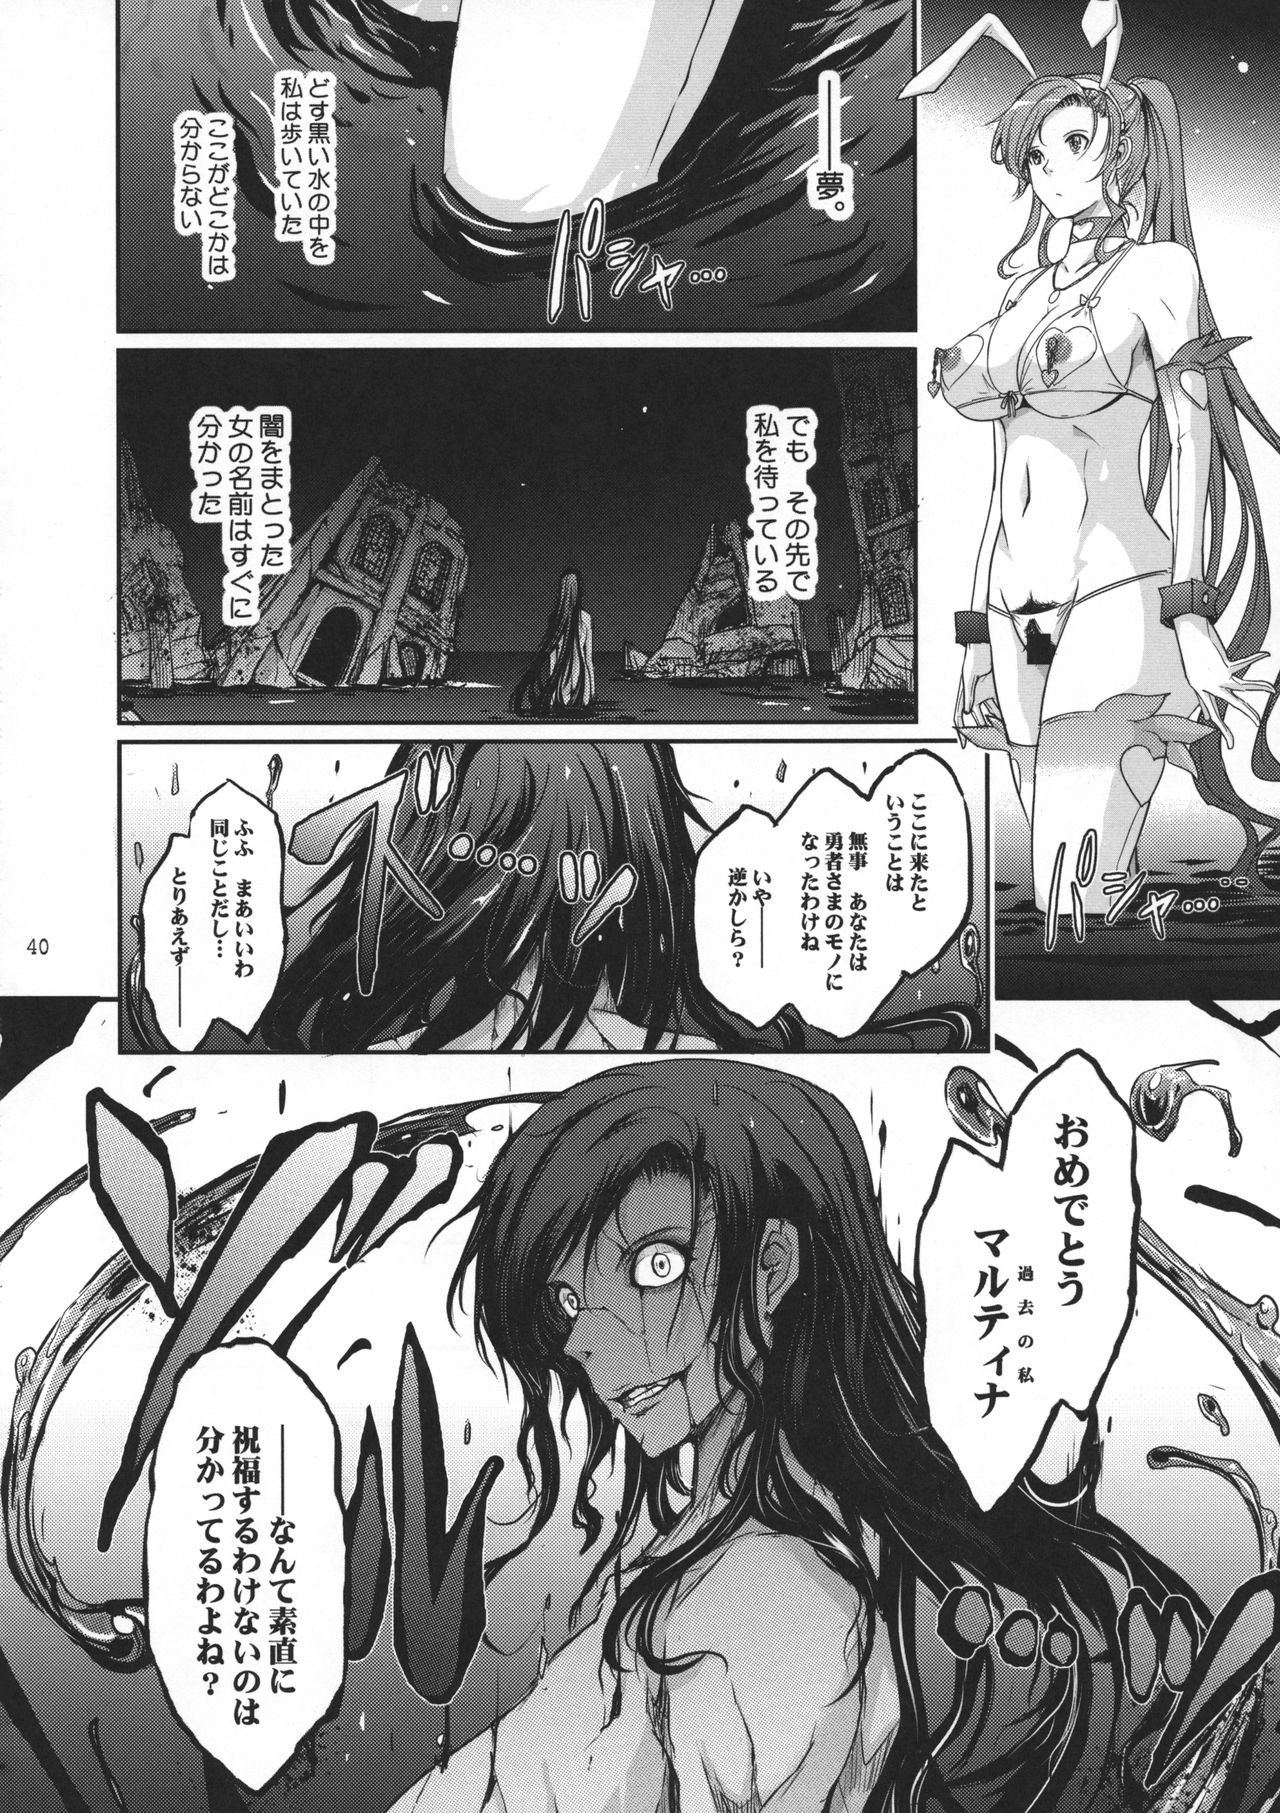 ――夢。
どす黒い水の中を
私は歩いていた
ここがどこかは
分からない
パシャ…
パシャ…
でも その先で
私を待っている
闇をまとった
女の名前はすぐに
分かった
ここに来たと
いうことは
無事 あなたは
勇者さまのモノに
なったわけね
いや――
逆かしら?
ふふ まあいいわ
同じことだし…
とりあえず――
おめでとう
マルティナ
過去の私
――なんて素直に
祝福するわけないのは
分かってるわよね?
40